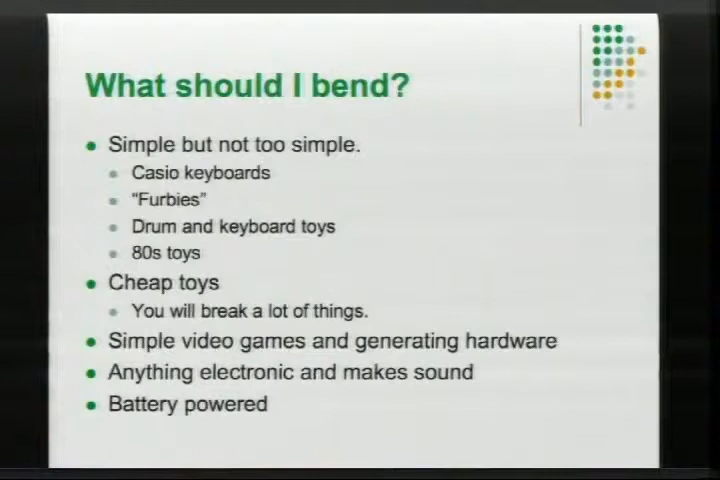 What should I bend?
Simple but not too simple.
Casio keyboards
"Furbies"
Drum and keyboard toys
80s toys
Cheap toys
You will break a lot of things.
Simple video games and generating hardware
Anything electronic and makes sound
Battery powered